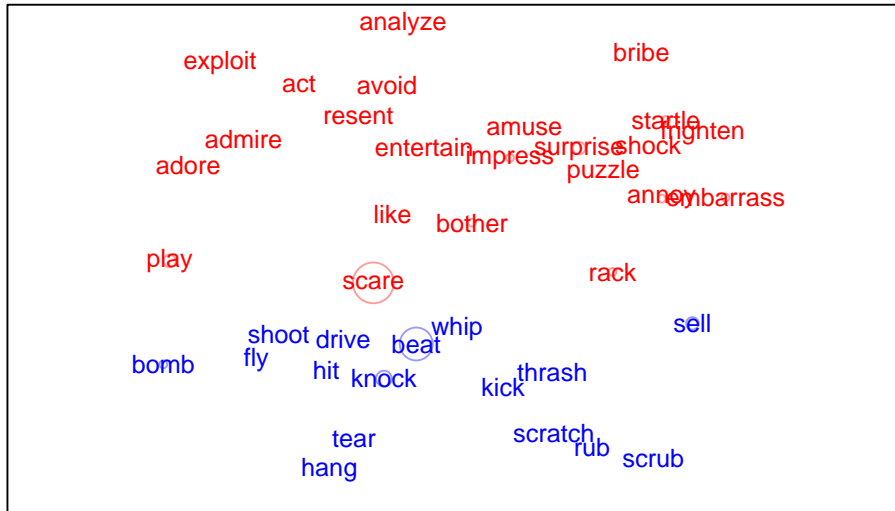 analyze
bribe
exploit
act
avoid
resent
startle
frighten
amuse
admire
entertain
impress
surprise
shock
puzzle
adore
annoy
embarrass
like
bother
play
scare
rack
sell
whip
shoot
drive
beat
fly
bomb
hit
knock
thrash
kick
scratch
tear
rub
scrub
hang